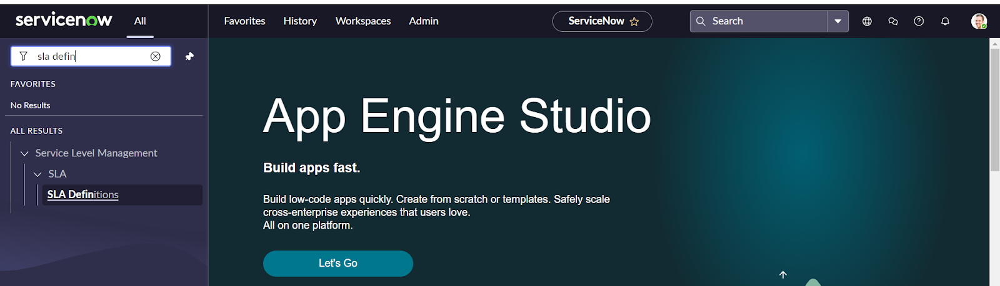 servicenow
All
Favorites
History
Workspaces
Admin
ServiceNow
Search
sla defin
FAVORITES
No Results
ALL RESULTS
Service Level Management
SLA
SLA Definitions
App Engine Studio
Build apps fast.
Build low-code apps quickly. Create from scratch or templates. Safely scale
cross-enterprise experiences that users love.
All on one platform.
Let's Go